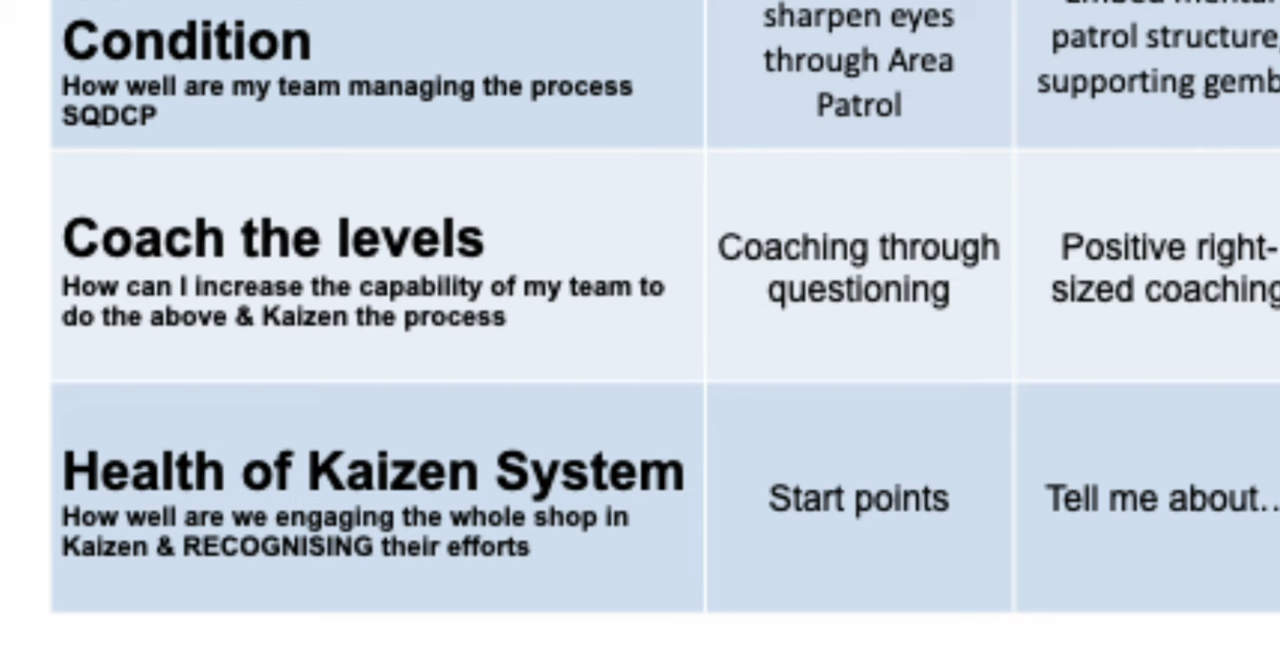 Condition
How well are my team managing the process
SQDCP
sharpen eyes
through Area
Patrol
patrol structure,
supporting
Coach the levels
How can I increase the capability of my team to
do the above & Kaizen the process
Coaching through
questioning
Positive right-
sized coaching
Health of Kaizen System
How well are we engaging the whole shop in
Kaizen & RECOGNISING their efforts
Start points
Tell me about..